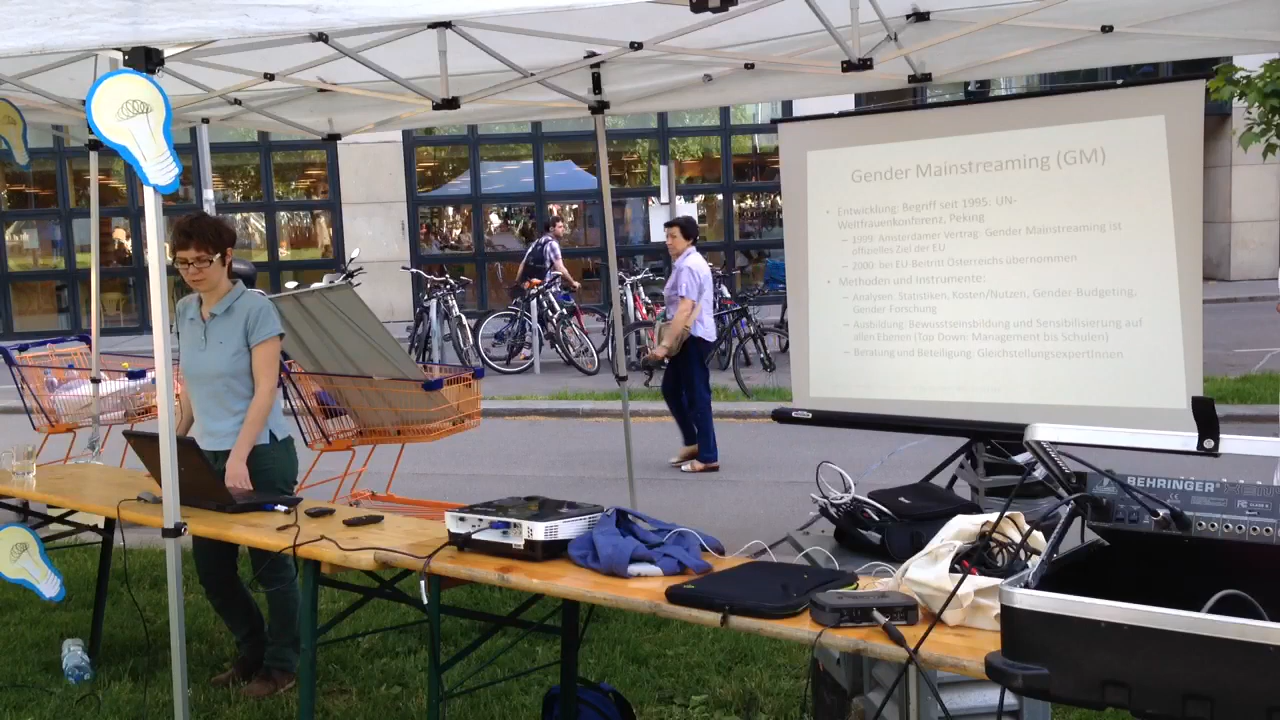 Gender Mainstreaming (GM)
• Entwicklung: Begriff seit 1995: UN-
Weltfrauenkonferenz, Peking
– 1999: Amsterdamer Vertrag: Gender Mainstreaming ist
offizielles Ziel der EU
– 2000: bei EU-Beitritt Österreichs übernommen
• Methoden und Instrumente:
– Analysen: Statistiken, Kosten/Nutzen, Gender Budgeting,
Gender Forschung
– Ausbildung: Bewusstseinsbildung und Sensibilisierung auf
allen Ebenen (Top Down: Management bis Schulen)
– Beratung und Beteiligung: GleichstellungsexpertInnen
BEHRINGER